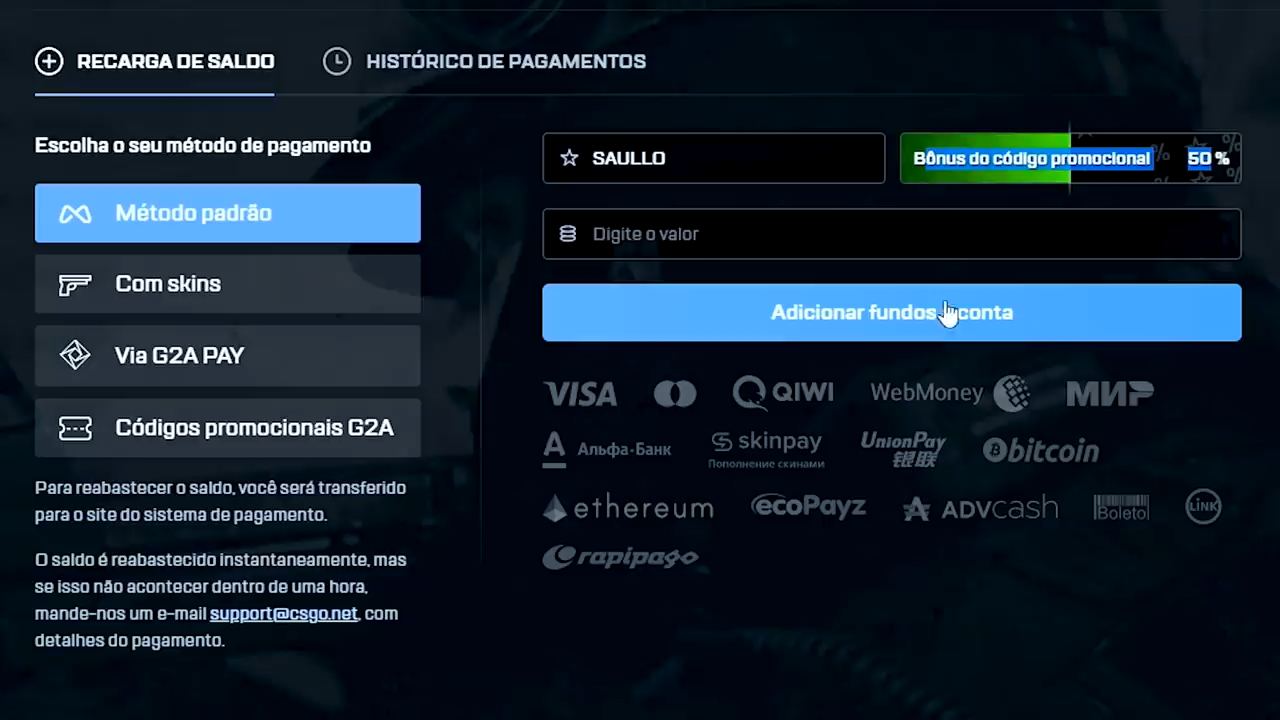 RECARGA DE SALDO
HISTÓRICO DE PAGAMENTOS
Escolha o seu método de pagamento
Método padrão
Com skins
Via G2A PAY
Códigos promocionais G2A
Para reabastecer o saldo, você será transferido
para o site do sistema de pagamento.
O saldo é reabastecido instantaneamente, mas
se isso não acontecer dentro de uma hora,
mande-nos um e-mail support@csgo.net, com
detalhes do pagamento.
SAULLO
Bônus do código promocional 50 %
Digite o valor
Adicionar fundos conta
VISA QIWI WebMoney МИР
А Альфа·Банк skinpay UnionPay bitcoin
Пополнение скинами 银联
ethereum ecoPayz ADVCASH Boleto LINK
rapipago